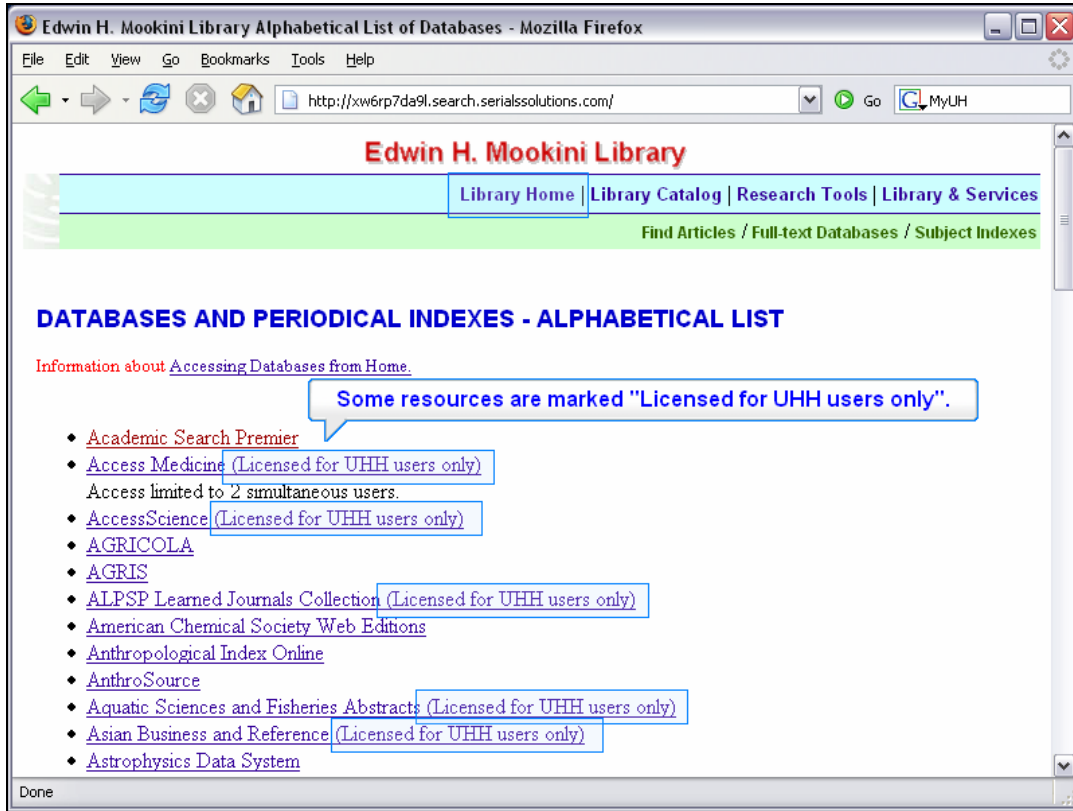 Edwin H. Mookini Library Alphabetical List of Databases - Mozilla Firefox
File Edit View Go Bookmarks Tools Help
http://xw6rp7da9l.search.serialssolutions.com/ Go G MyUH
Edwin H. Mookini Library
Library Home | Library Catalog | Research Tools | Library & Services
Find Articles / Full-text Databases / Subject Indexes
DATABASES AND PERIODICAL INDEXES - ALPHABETICAL LIST
Information about Accessing Databases from Home.
Some resources are marked "Licensed for UHH users only".
Academic Search Premier
Access Medicine (Licensed for UHH users only)
Access limited to 2 simultaneous users.
AccessScience (Licensed for UHH users only)
AGRICOLA
AGRIS
ALPSP Learned Journals Collection (Licensed for UHH users only)
American Chemical Society Web Editions
Anthropological Index Online
AnthroSource
Aquatic Sciences and Fisheries Abstracts (Licensed for UHH users only)
Asian Business and Reference (Licensed for UHH users only)
Astrophysics Data System
Done